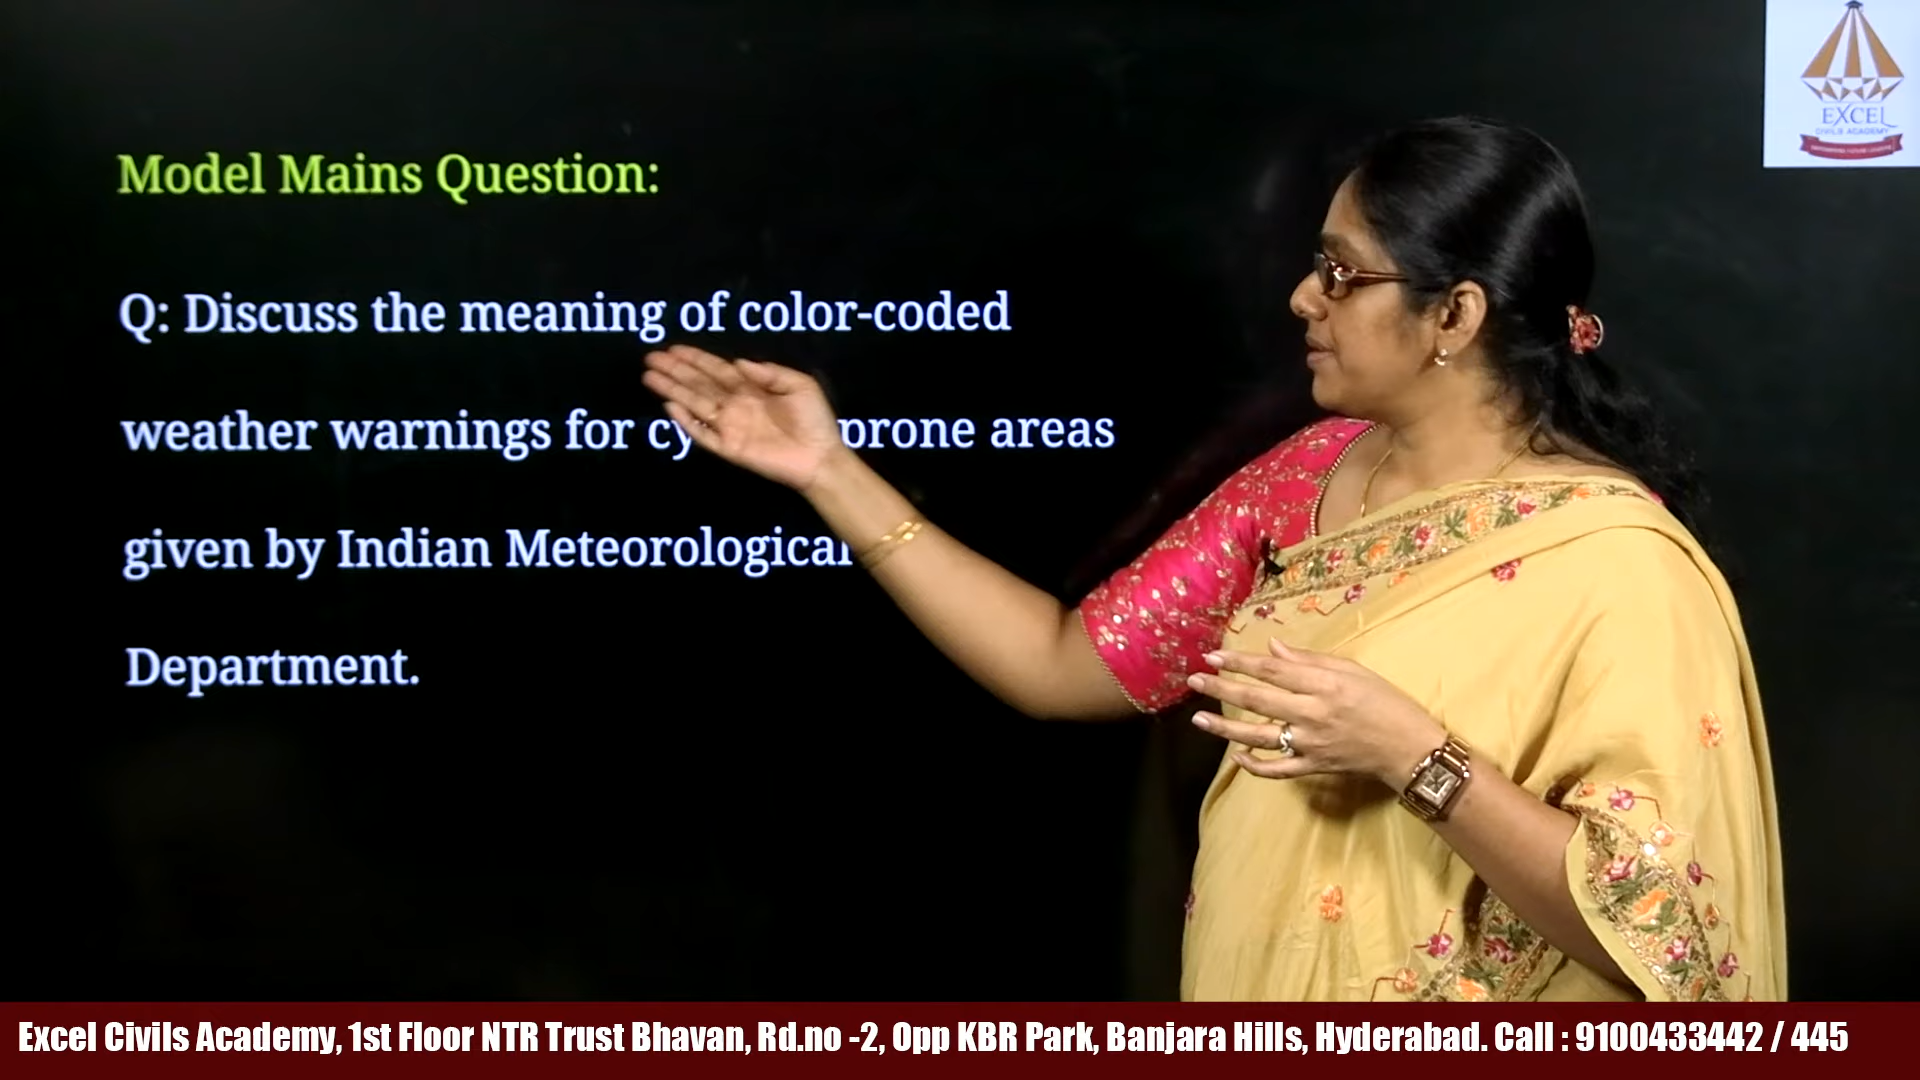 EXCEL
CIVILS ACADEMY
Model Mains Question:
Q: Discuss the meaning of color-coded
weather warnings for cy prone areas
given by Indian Meteorological
Department.
Excel Civils Academy, 1st Floor NTR Trust Bhavan, Rd.no -2, Opp KBR Park, Banjara Hills, Hyderabad. Call : 9100433442 / 445